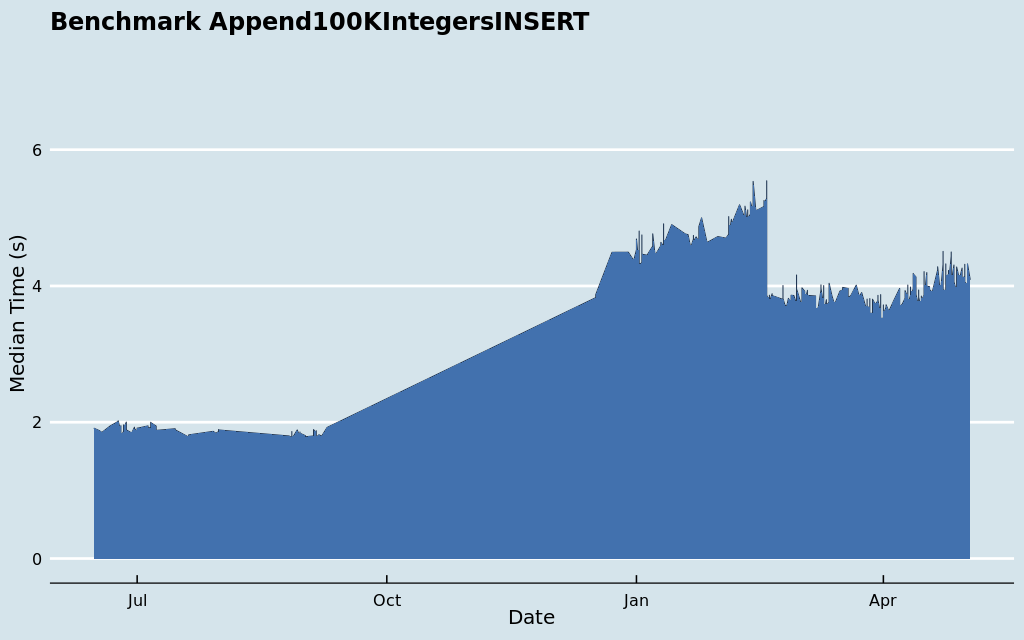 Benchmark Append100KIntegersINSERT
6
4
2
0
Median Time (s)
Jul Oct Jan Apr
Date